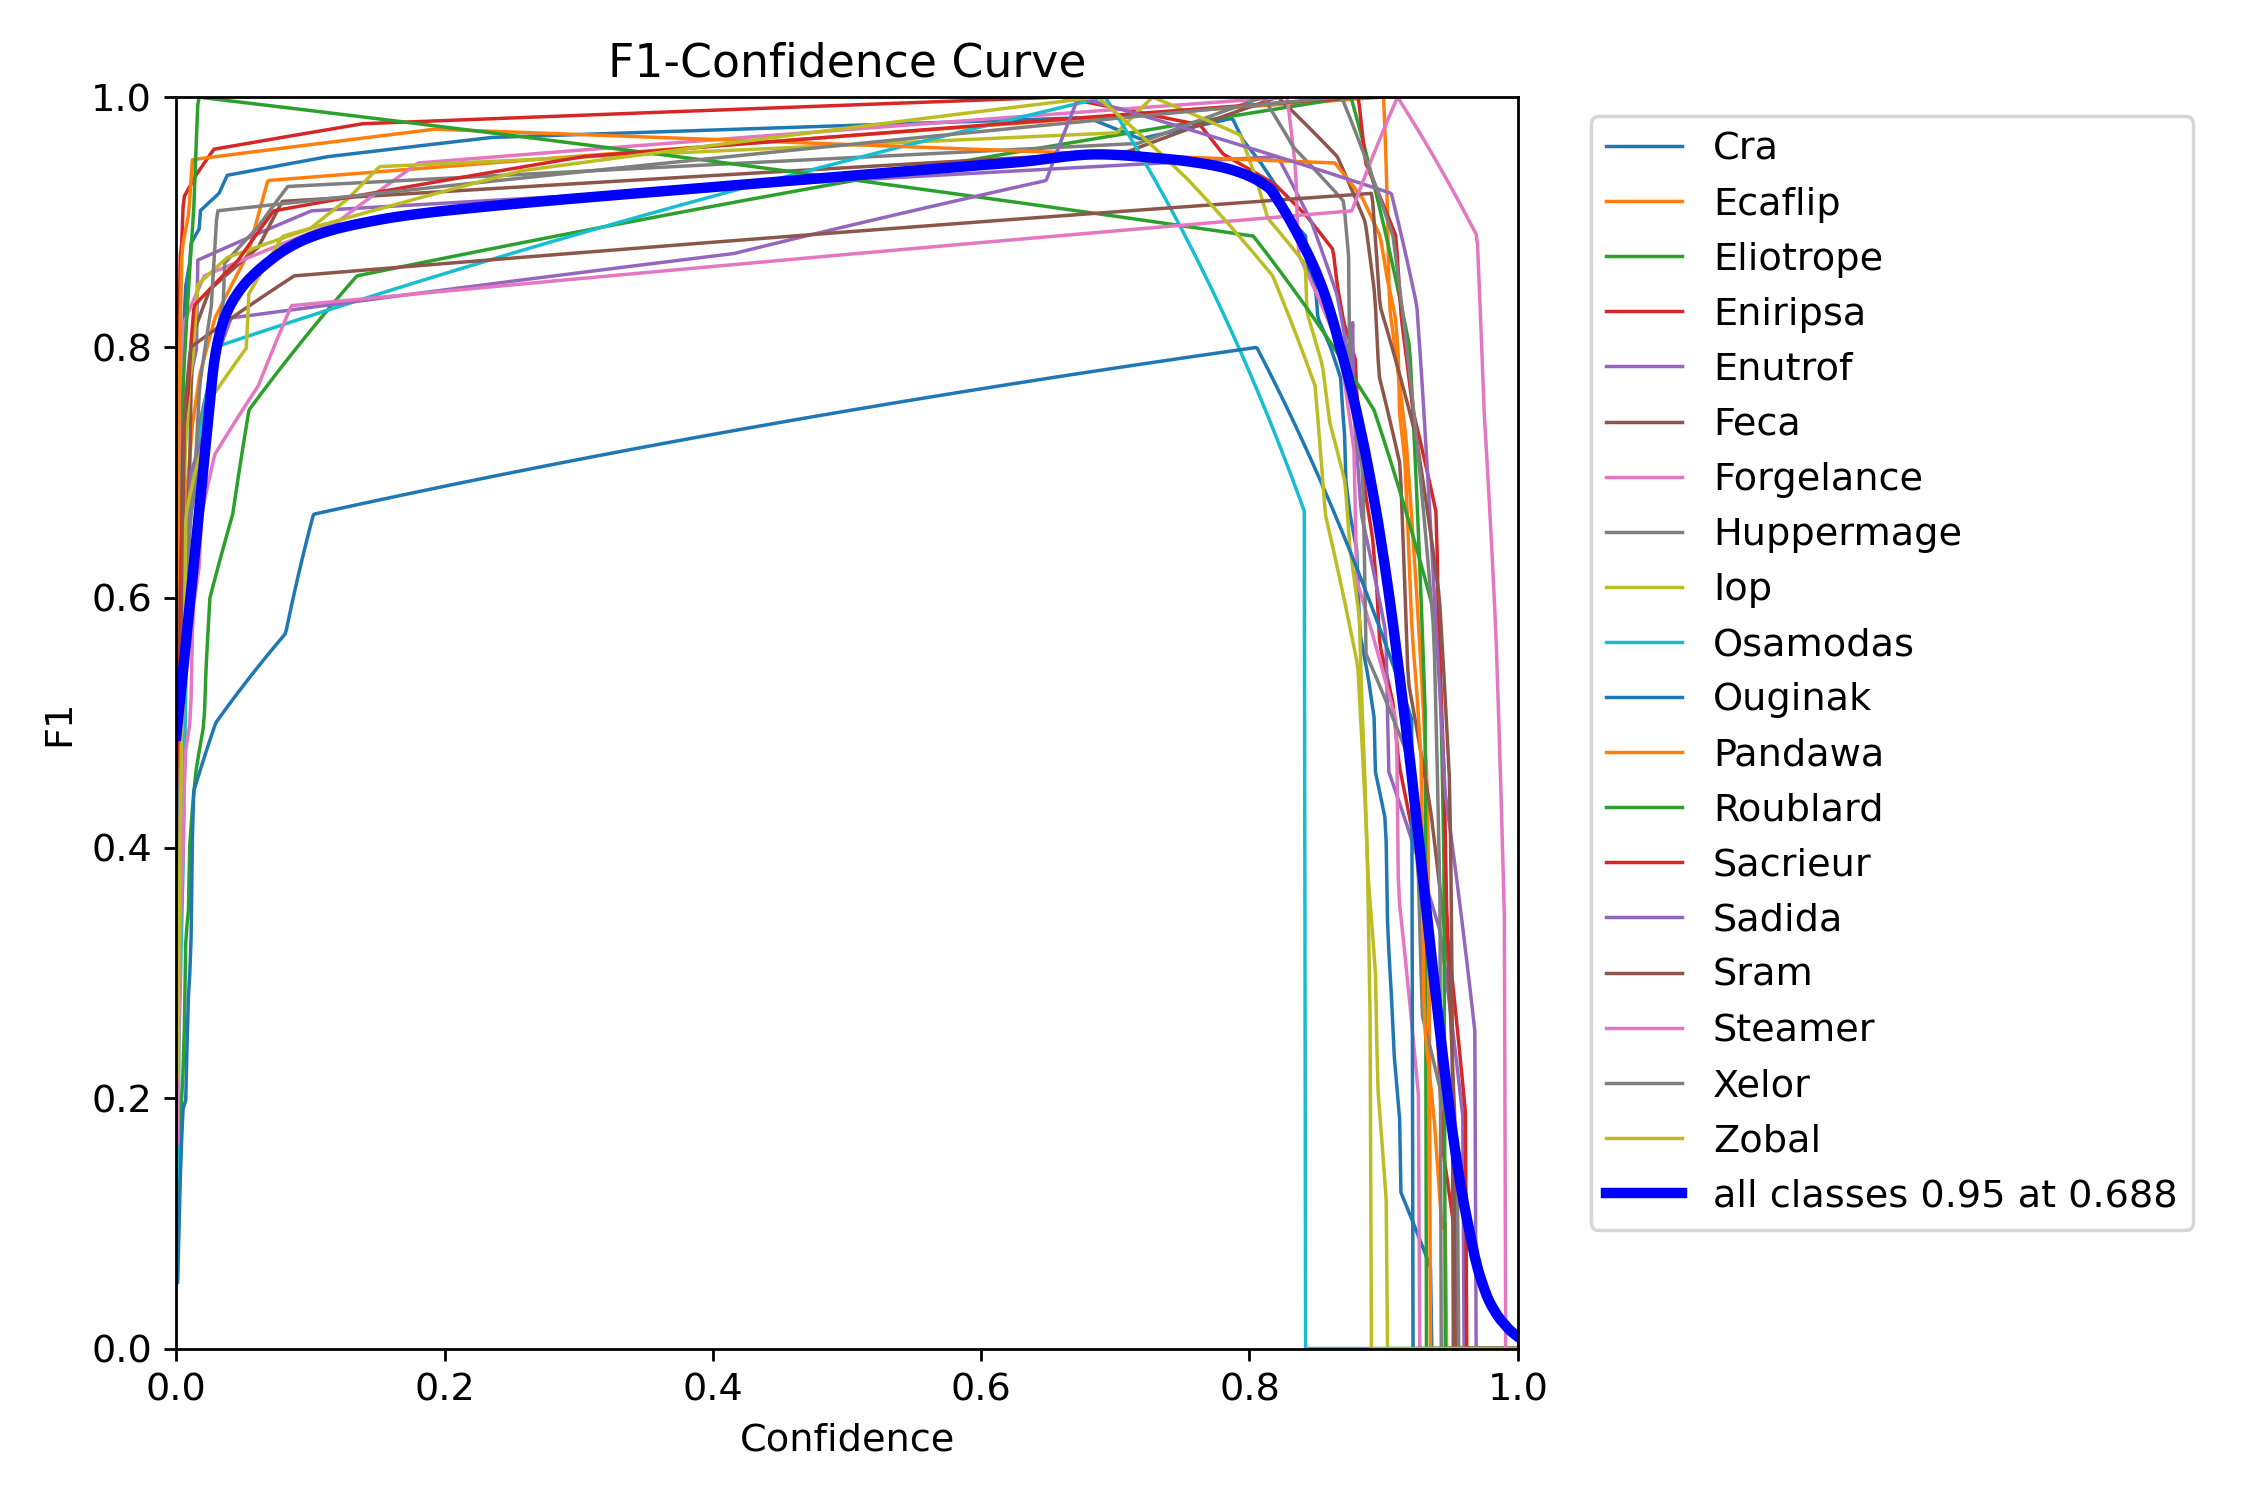 F1-Confidence Curve
1.0
0.8
0.6
0.4
0.2
0.0
F1
0.0 0.2 0.4 0.6 0.8 1.0
Confidence
Cra
Ecaflip
Eliotrope
Eniripsa
Enutrof
Feca
Forgelance
Huppermage
Iop
Osamodas
Ouginak
Pandawa
Roublard
Sacrieur
Sadida
Sram
Steamer
Xelor
Zobal
all classes 0.95 at 0.688